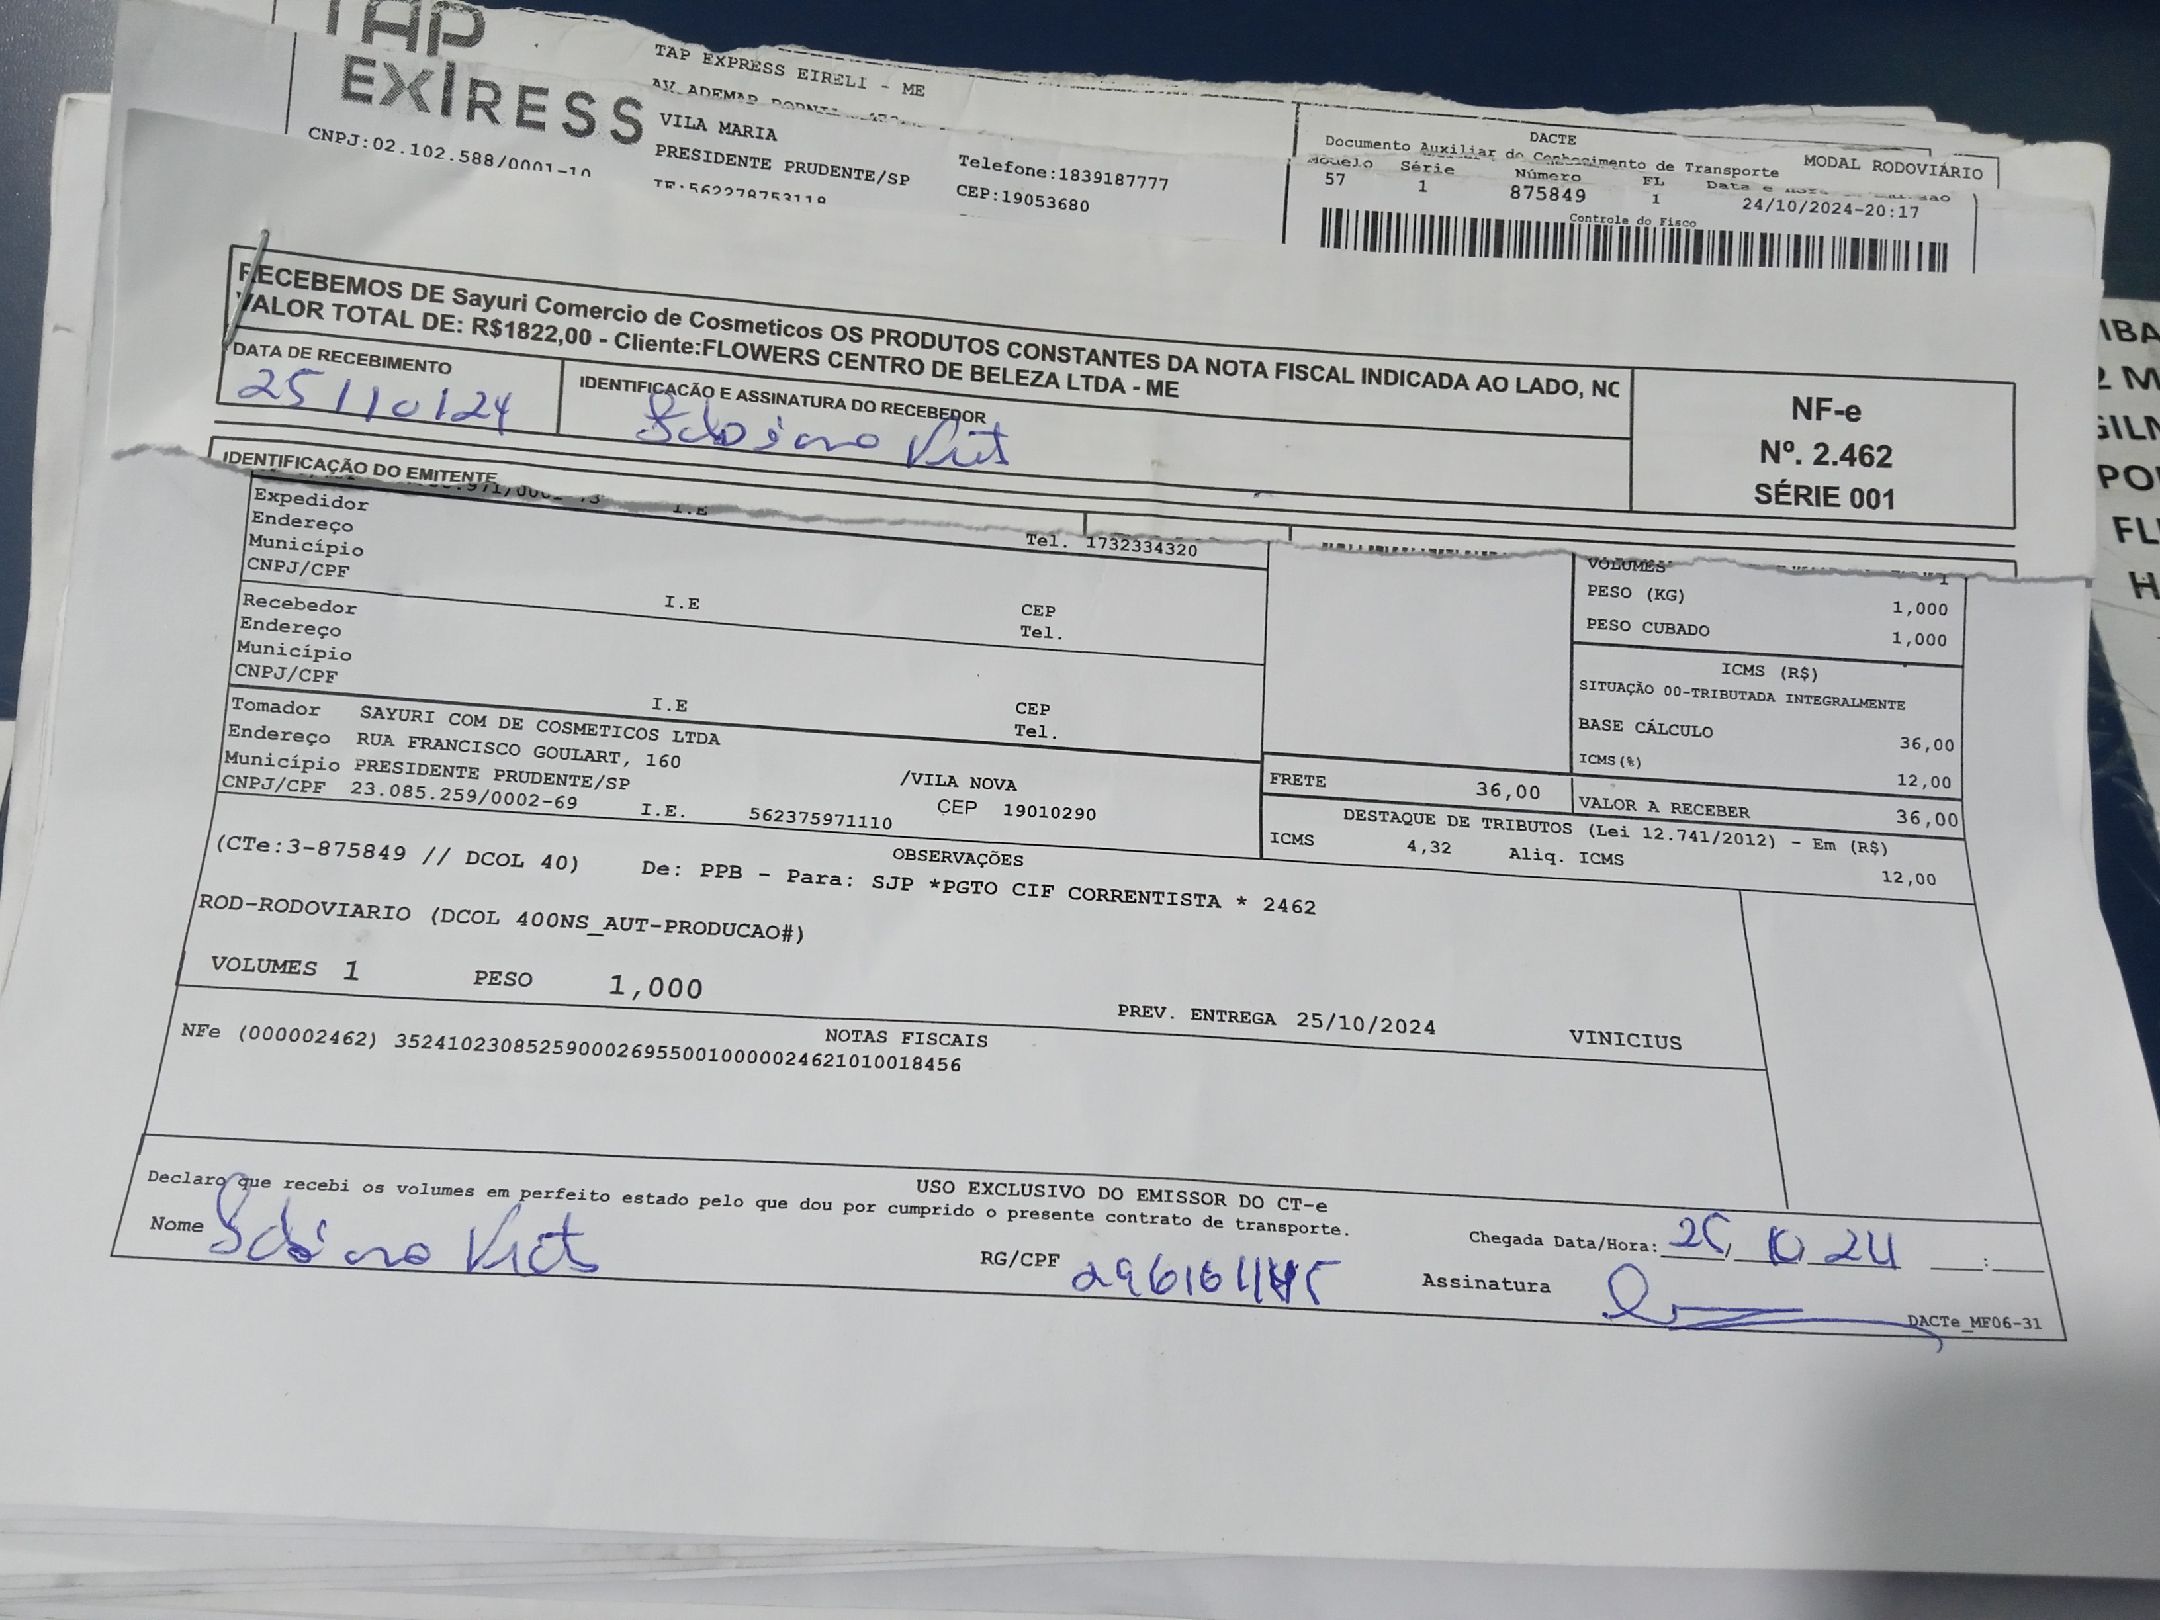 TAP
EXIRESS
CNPJ:02.102.588/0001-10
TAP EXPRESS EIRELI - ME
AV. ADEMAR
VILA MARIA
PRESIDENTE PRUDENTE/SP
IE:562278753119
Telefone:1839187777
CEP:19053680
DACTE
Documento Auxiliar do Conhecimento de Transporte
MODAL RODOVIÁRIO
Modelo Série Número FL Data e
57 1 875849 1 24/10/2024-20:17
Controle do Fisco
RECEBEMOS DE Sayuri Comercio de Cosmeticos OS PRODUTOS CONSTANTES DA NOTA FISCAL INDICADA AO LADO, NO
VALOR TOTAL DE: R$1822,00 - Cliente:FLOWERS CENTRO DE BELEZA LTDA - ME
DATA DE RECEBIMENTO
25/10/24
IDENTIFICAÇÃO E ASSINATURA DO RECEBEDOR
NF-e
Nº. 2.462
SÉRIE 001
IDENTIFICAÇÃO DO EMITENTE
I.E
Tel. 1732334320
Expedidor
Endereço
Município
CNPJ/CPF
I.E
CEP
Tel.
Recebedor
Endereço
Município
CNPJ/CPF
I.E
CEP
Tel.
Tomador SAYURI COM DE COSMETICOS LTDA
Endereço RUA FRANCISCO GOULART, 160 /VILA NOVA
Município PRESIDENTE PRUDENTE/SP CEP 19010290
CNPJ/CPF 23.085.259/0002-69 I.E. 562375971110
VOLUMES 1
PESO (KG) 1,000
PESO CUBADO 1,000
ICMS (R$)
SITUAÇÃO 00-TRIBUTADA INTEGRALMENTE
BASE CÁLCULO 36,00
ICMS(%) 12,00
FRETE 36,00 VALOR A RECEBER 36,00
DESTAQUE DE TRIBUTOS (Lei 12.741/2012) - Em (R$)
ICMS 4,32 Aliq. ICMS 12,00
OBSERVAÇÕES
(CTe:3-875849 // DCOL 40) De: PPB - Para: SJP *PGTO CIF CORRENTISTA * 2462
ROD-RODOVIARIO (DCOL 400NS_AUT-PRODUCAO#)
VOLUMES 1 PESO 1,000 PREV. ENTREGA 25/10/2024 VINICIUS
NOTAS FISCAIS
NFe (000002462) 35241023085259000269550010000024621010018456
USO EXCLUSIVO DO EMISSOR DO CT-e
Declaro que recebi os volumes em perfeito estado pelo que dou por cumprido o presente contrato de transporte.
Nome
RG/CPF
Chegada Data/Hora: 25, 10, 24 :
Assinatura
DACTe_MF06-31
IBA
2 M
GILM
PO
FL
H